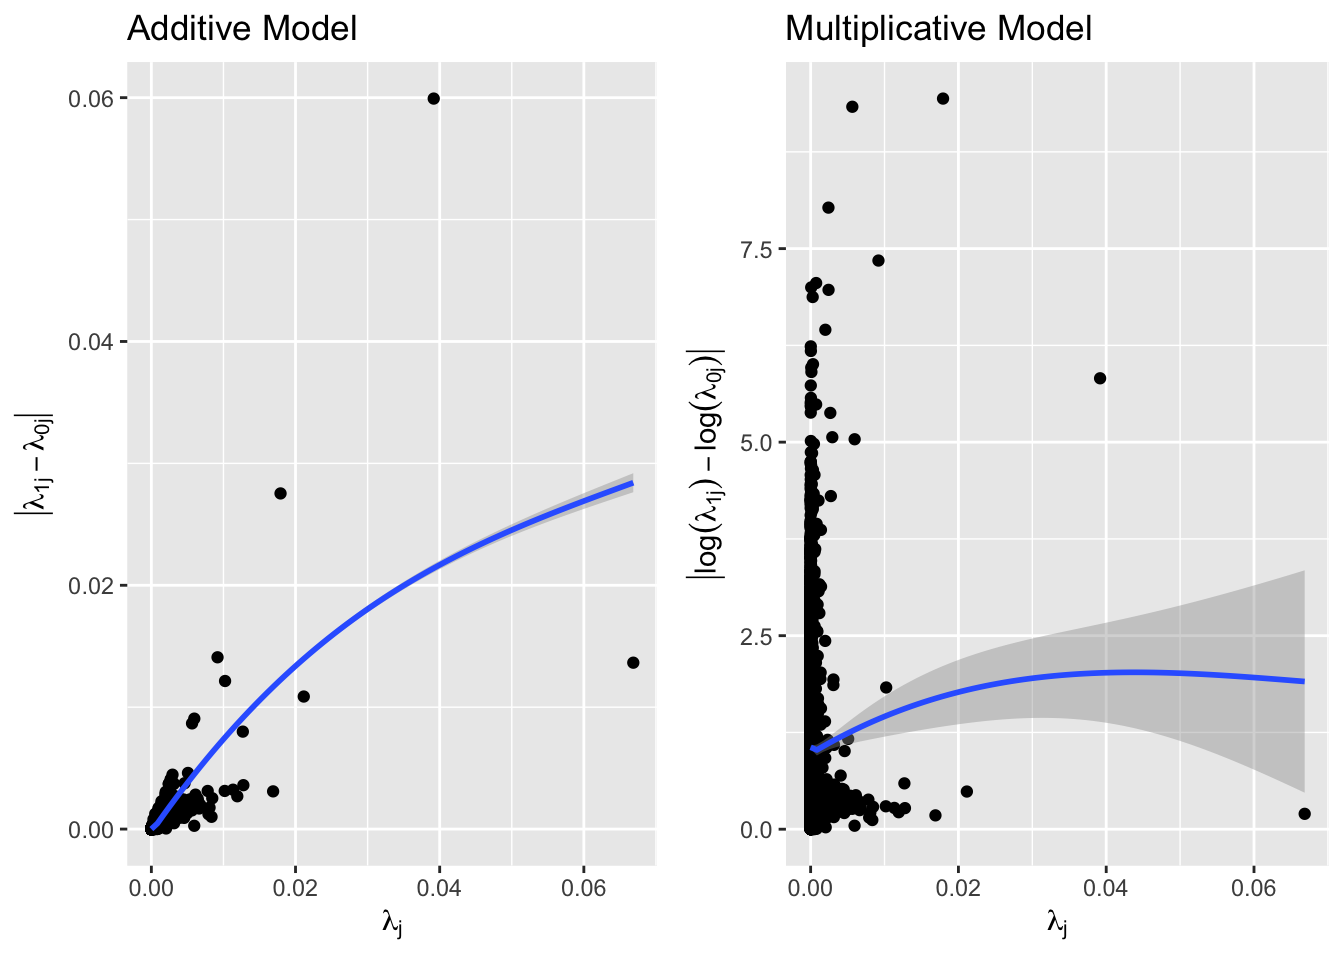 Additive Model
0.06
0.04
0.02
0.00
|λ1j − λ0j|
0.00 0.02 0.04 0.06
λj
Multiplicative Model
7.5
5.0
2.5
0.0
|log(λ1j) − log(λ0j)|
0.00 0.02 0.04 0.06
λj